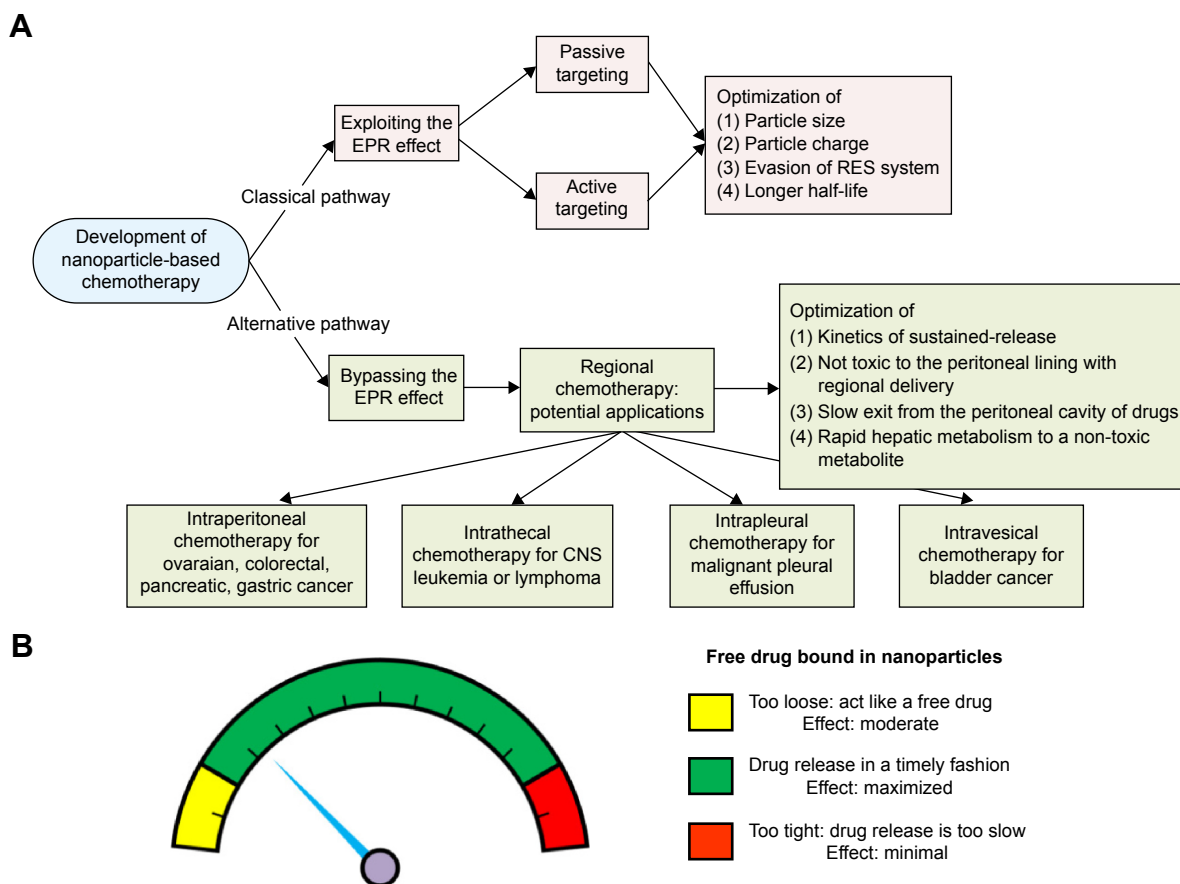 A
Passive
targeting
Exploiting the
EPR effect
Optimization of
(1) Particle size
(2) Particle charge
(3) Evasion of RES system
(4) Longer half-life
Active
targeting
Classical pathway
Development of
nanoparticle-based
chemotherapy
Alternative pathway
Bypassing the
EPR effect
Regional
chemotherapy:
potential applications
Optimization of
(1) Kinetics of sustained-release
(2) Not toxic to the peritoneal lining with
regional delivery
(3) Slow exit from the peritoneal cavity of drugs
(4) Rapid hepatic metabolism to a non-toxic
metabolite
Intraperitoneal
chemotherapy for
ovaraian, colorectal,
pancreatic, gastric cancer
Intrathecal
chemotherapy for CNS
leukemia or lymphoma
Intrapleural
chemotherapy for
malignant pleural
effusion
Intravesical
chemotherapy for
bladder cancer
B
Free drug bound in nanoparticles
Too loose: act like a free drug
Effect: moderate
Drug release in a timely fashion
Effect: maximized
Too tight: drug release is too slow
Effect: minimal